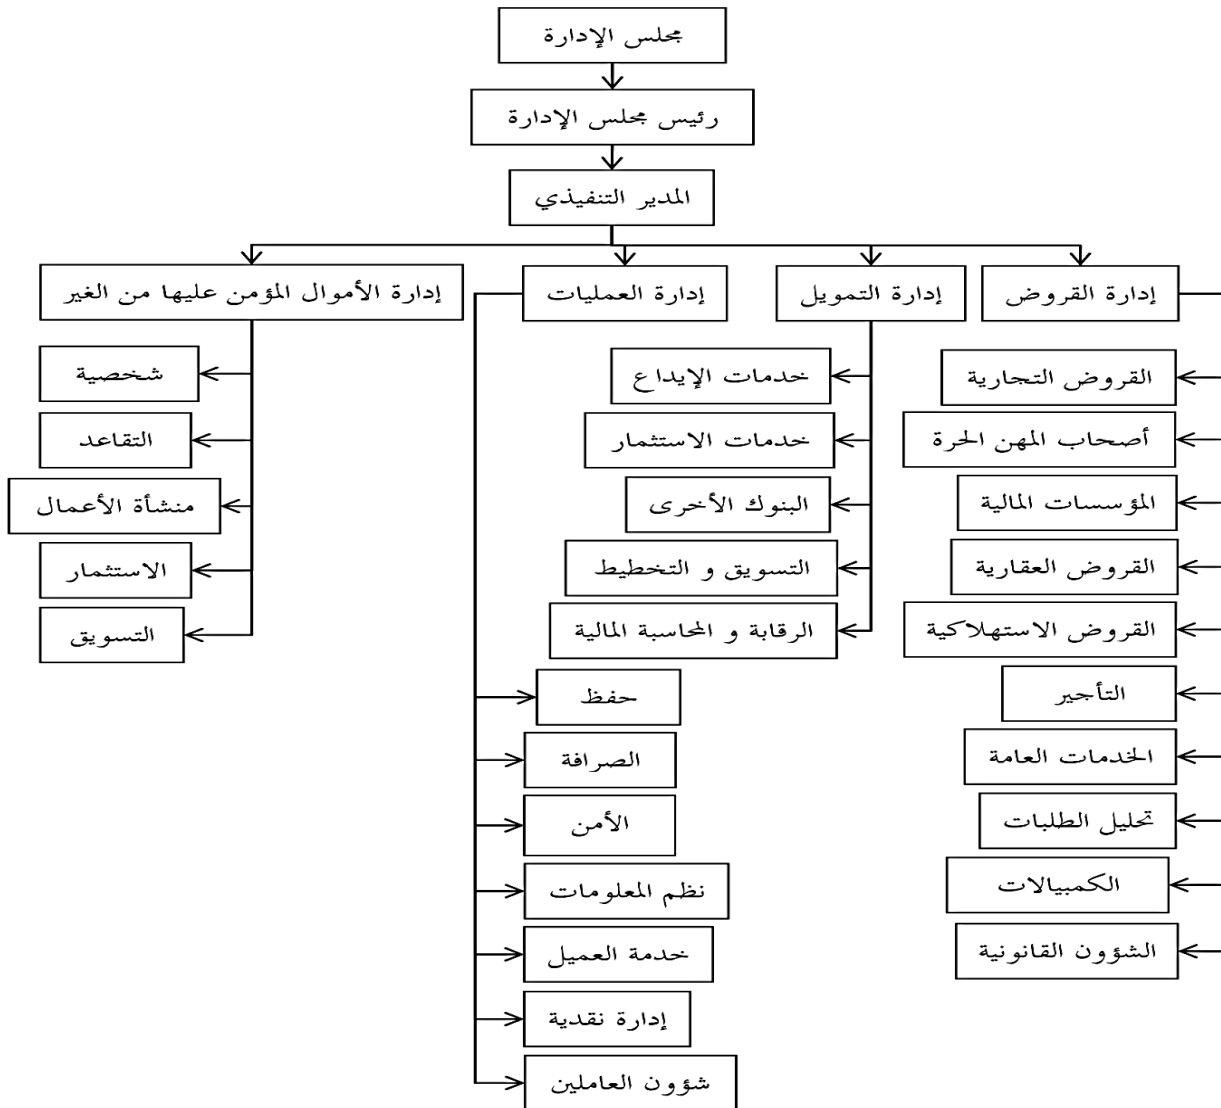 مجلس الإدارة
رئيس مجلس الإدارة
المدير التنفيذي
إدارة القروض
إدارة التمويل
إدارة العمليات
إدارة الأموال المؤمن عليها من الغير
القروض التجارية
أصحاب المهن الحرة
المؤسسات المالية
القروض العقارية
القروض الاستهلاكية
التأجير
الخدمات العامة
تحليل الطلبات
الكمبيالات
الشؤون القانونية
خدمات الإيداع
خدمات الاستثمار
البنوك الأخرى
التسويق و التخطيط
الرقابة و المحاسبة المالية
حفظ
الصرافة
الأمن
نظم المعلومات
خدمة العميل
إدارة نقدية
شؤون العاملين
شخصية
التقاعد
منشأة الأعمال
الاستثمار
التسويق